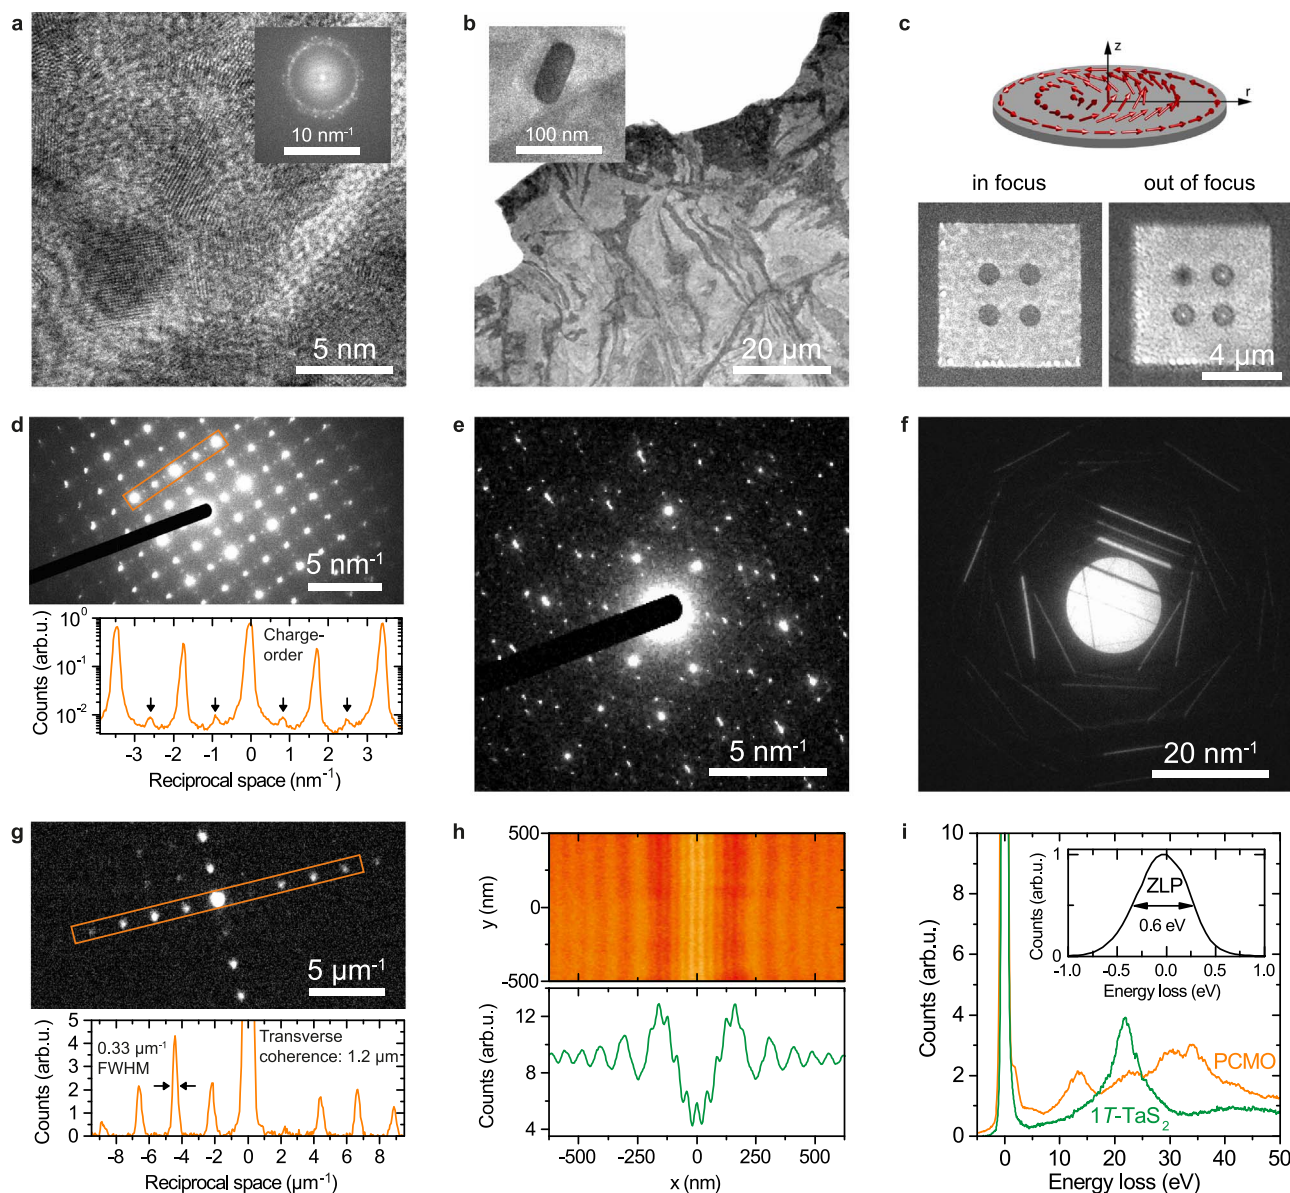 a
10 nm⁻¹
5 nm
b
100 nm
20 µm
c
z
r
in focus
out of focus
4 µm
d
5 nm⁻¹
10⁰
10⁻¹
10⁻²
Counts (arb.u.)
Charge-
order
-3 -2 -1 0 1 2 3
Reciprocal space (nm⁻¹)
e
5 nm⁻¹
f
20 nm⁻¹
g
5 µm⁻¹
5
4
3
2
1
0
Counts (arb.u.)
0.33 µm⁻¹
FWHM
Transverse
coherence: 1.2 µm
-8 -6 -4 -2 0 2 4 6 8
Reciprocal space (µm⁻¹)
h
500
0
-500
y (nm)
12
8
4
Counts (arb.u.)
-500 -250 0 250 500
x (nm)
i
10
8
6
4
2
0
Counts (arb.u.)
1
0
Counts (arb.u.)
ZLP
0.6 eV
-1.0 -0.5 0.0 0.5 1.0
Energy loss (eV)
PCMO
1T-TaS₂
0 10 20 30 40 50
Energy loss (eV)